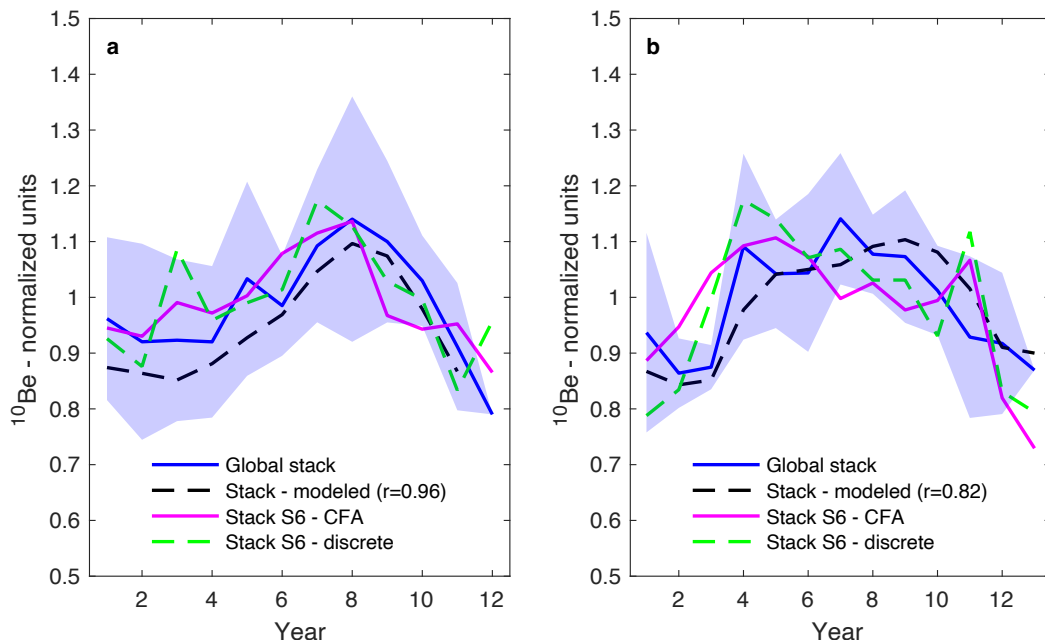 a
1.5
1.4
1.3
1.2
1.1
1
0.9
0.8
0.7
0.6
0.5
10Be - normalized units
Global stack
Stack - modeled (r=0.96)
Stack S6 - CFA
Stack S6 - discrete
2 4 6 8 10 12
Year
b
1.5
1.4
1.3
1.2
1.1
1
0.9
0.8
0.7
0.6
0.5
10Be - normalized units
Global stack
Stack - modeled (r=0.82)
Stack S6 - CFA
Stack S6 - discrete
2 4 6 8 10 12
Year